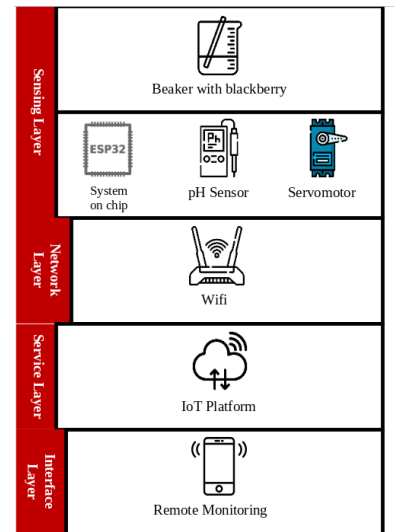 Sensing Layer
Beaker with blackberry
ESP32
System
on chip
Ph
pH Sensor
Servomotor
Network
Layer
Wifi
Service Layer
IoT Platform
Interface
Layer
Remote Monitoring